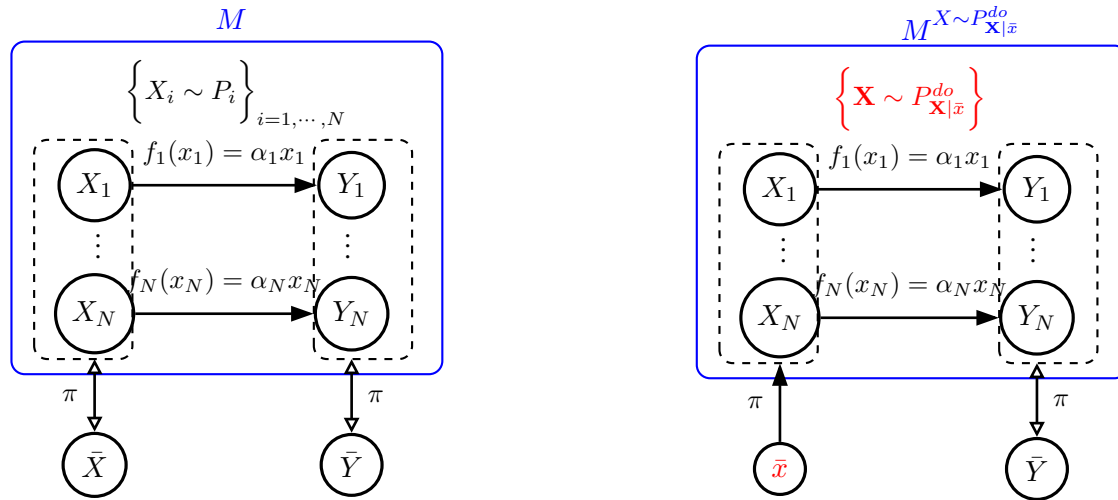 M
{X_i ∼ P_i}_{i=1,⋯,N}
f_1(x_1) = α_1x_1
X_1
Y_1
⋮
⋮
f_N(x_N) = α_Nx_N
X_N
Y_N
π
π
X̄
Ȳ
M^{X∼P^{do}_{𝐗|x̄}}
{𝐗 ∼ P^{do}_{𝐗|x̄}}
f_1(x_1) = α_1x_1
X_1
Y_1
⋮
⋮
f_N(x_N) = α_Nx_N
X_N
Y_N
π
π
x̄
Ȳ